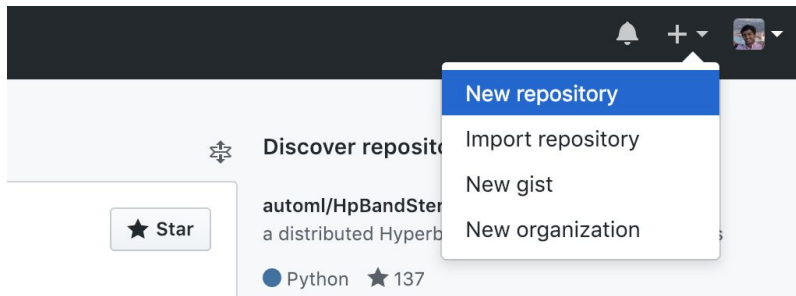 New repository
Import repository
New gist
New organization
Discover reposito
automl/HpBandSter
Star
a distributed Hyperb
s
Python 137